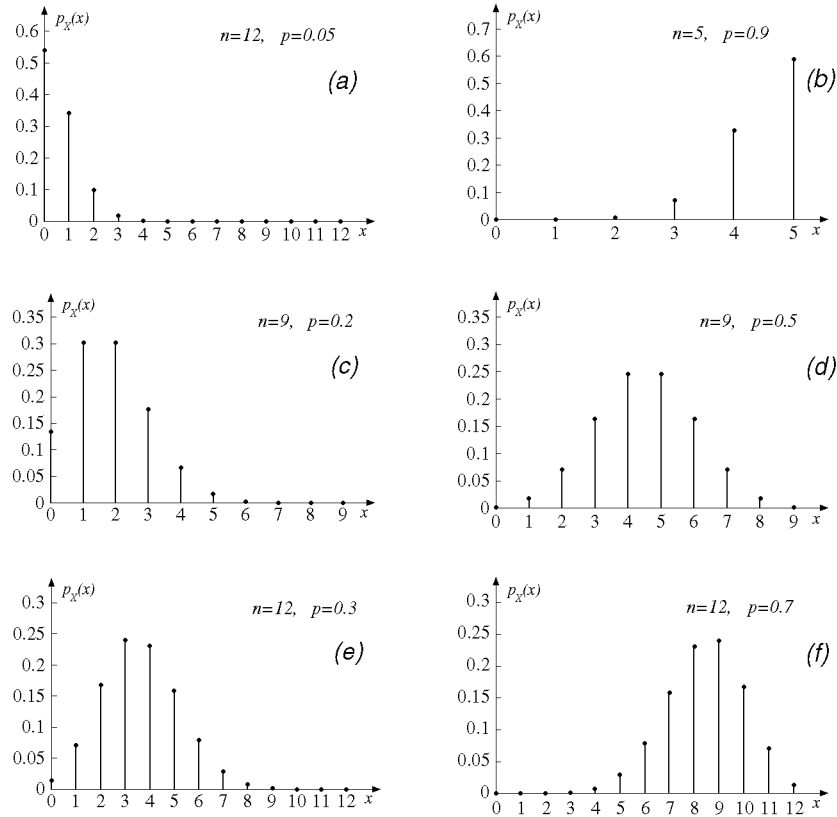 p_X(x)
n=12, p=0.05
(a)
0.6
0.5
0.4
0.3
0.2
0.1
0
0 1 2 3 4 5 6 7 8 9 10 11 12 x
p_X(x)
n=5, p=0.9
(b)
0.7
0.6
0.5
0.4
0.3
0.2
0.1
0
0 1 2 3 4 5 x
p_X(x)
n=9, p=0.2
(c)
0.35
0.3
0.25
0.2
0.15
0.1
0.05
0
0 1 2 3 4 5 6 7 8 9 x
p_X(x)
n=9, p=0.5
(d)
0.35
0.3
0.25
0.2
0.15
0.1
0.05
0
0 1 2 3 4 5 6 7 8 9 x
p_X(x)
n=12, p=0.3
(e)
0.3
0.25
0.2
0.15
0.1
0.05
0
0 1 2 3 4 5 6 7 8 9 10 11 12 x
p_X(x)
n=12, p=0.7
(f)
0.3
0.25
0.2
0.15
0.1
0.05
0
0 1 2 3 4 5 6 7 8 9 10 11 12 x